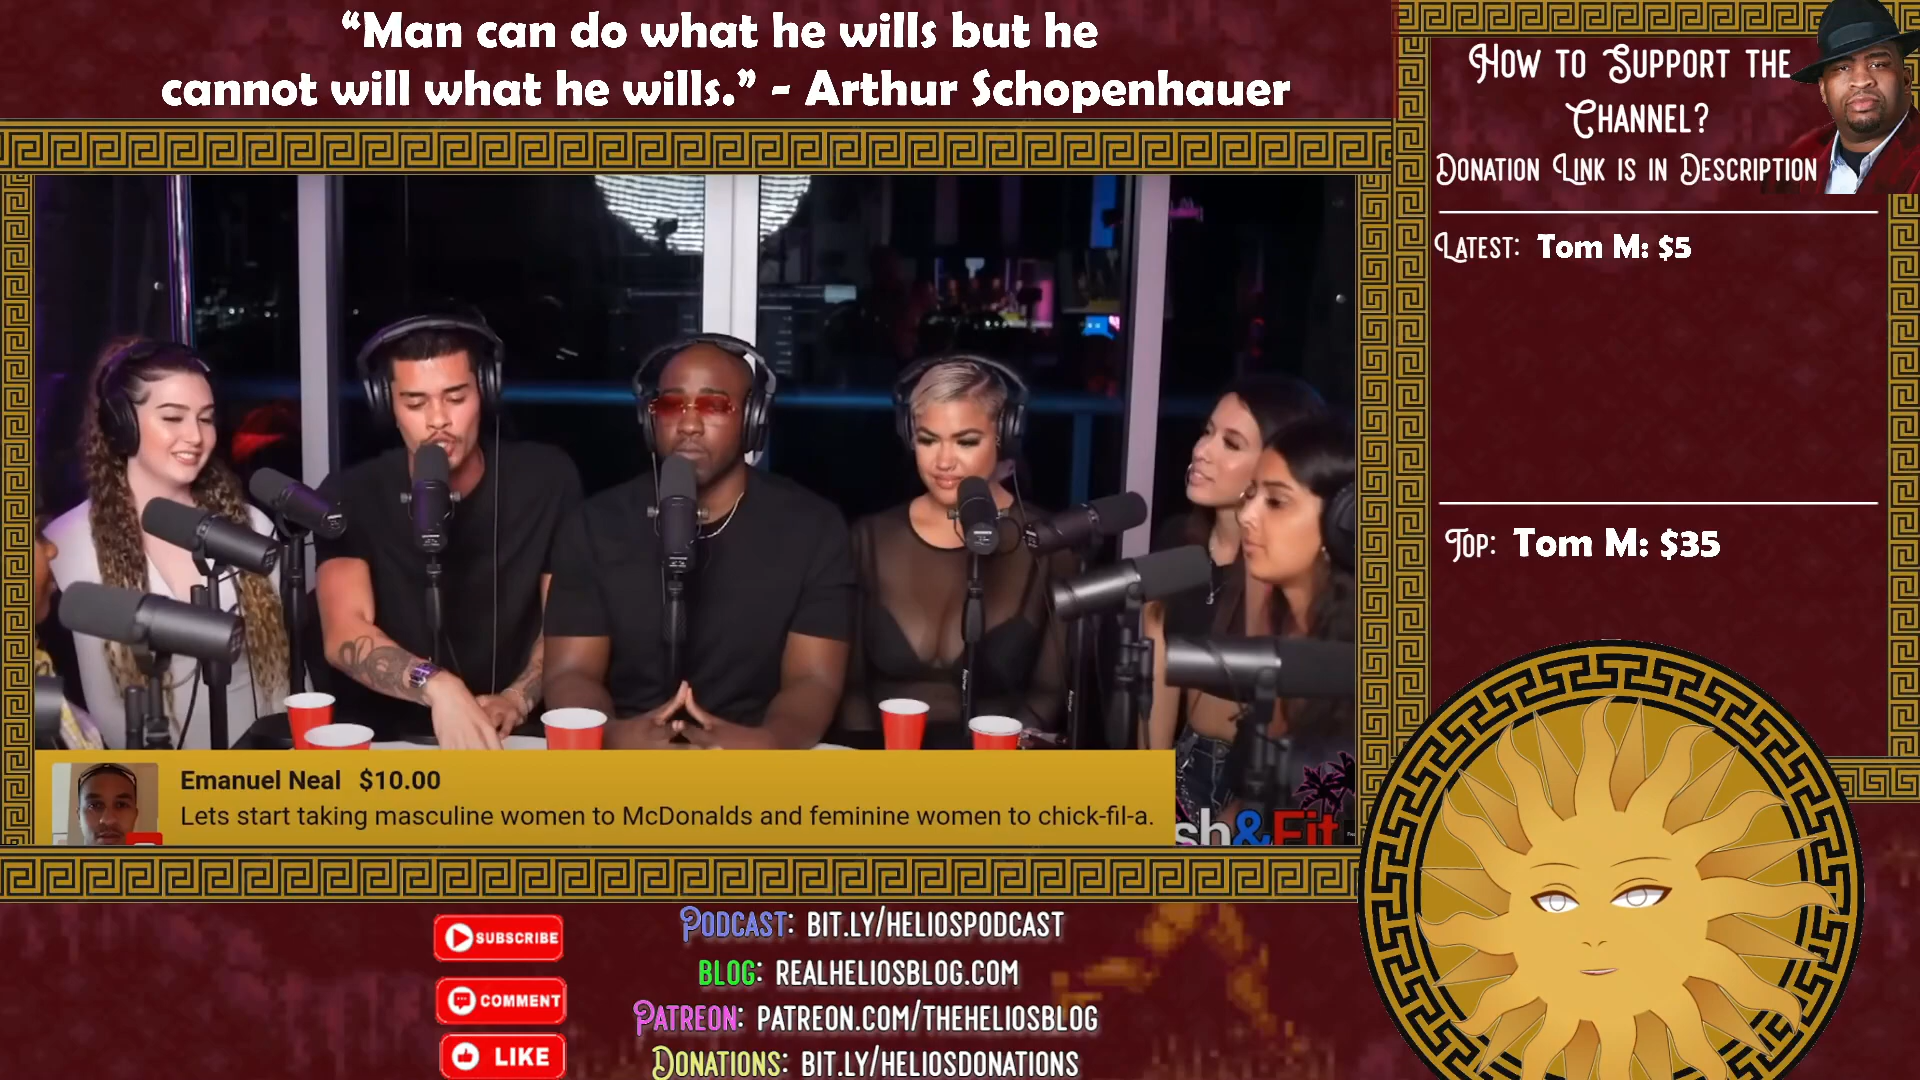 “Man can do what he wills but he
cannot will what he wills.” - Arthur Schopenhauer
How to Support the
Channel?
Donation Link is in Description
Latest: Tom M: $5
Top: Tom M: $35
Emanuel Neal $10.00
Lets start taking masculine women to McDonalds and feminine women to chick-fil-a.
sh&Fit
SUBSCRIBE
COMMENT
LIKE
Podcast: bit.ly/heliospodcast
Blog: realheliosblog.com
Patreon: patreon.com/theheliosblog
Donations: bit.ly/heliosdonations